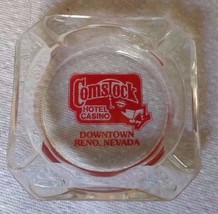 Comstock
HOTEL
CASINO
DOWNTOWN
RENO, NEVADA